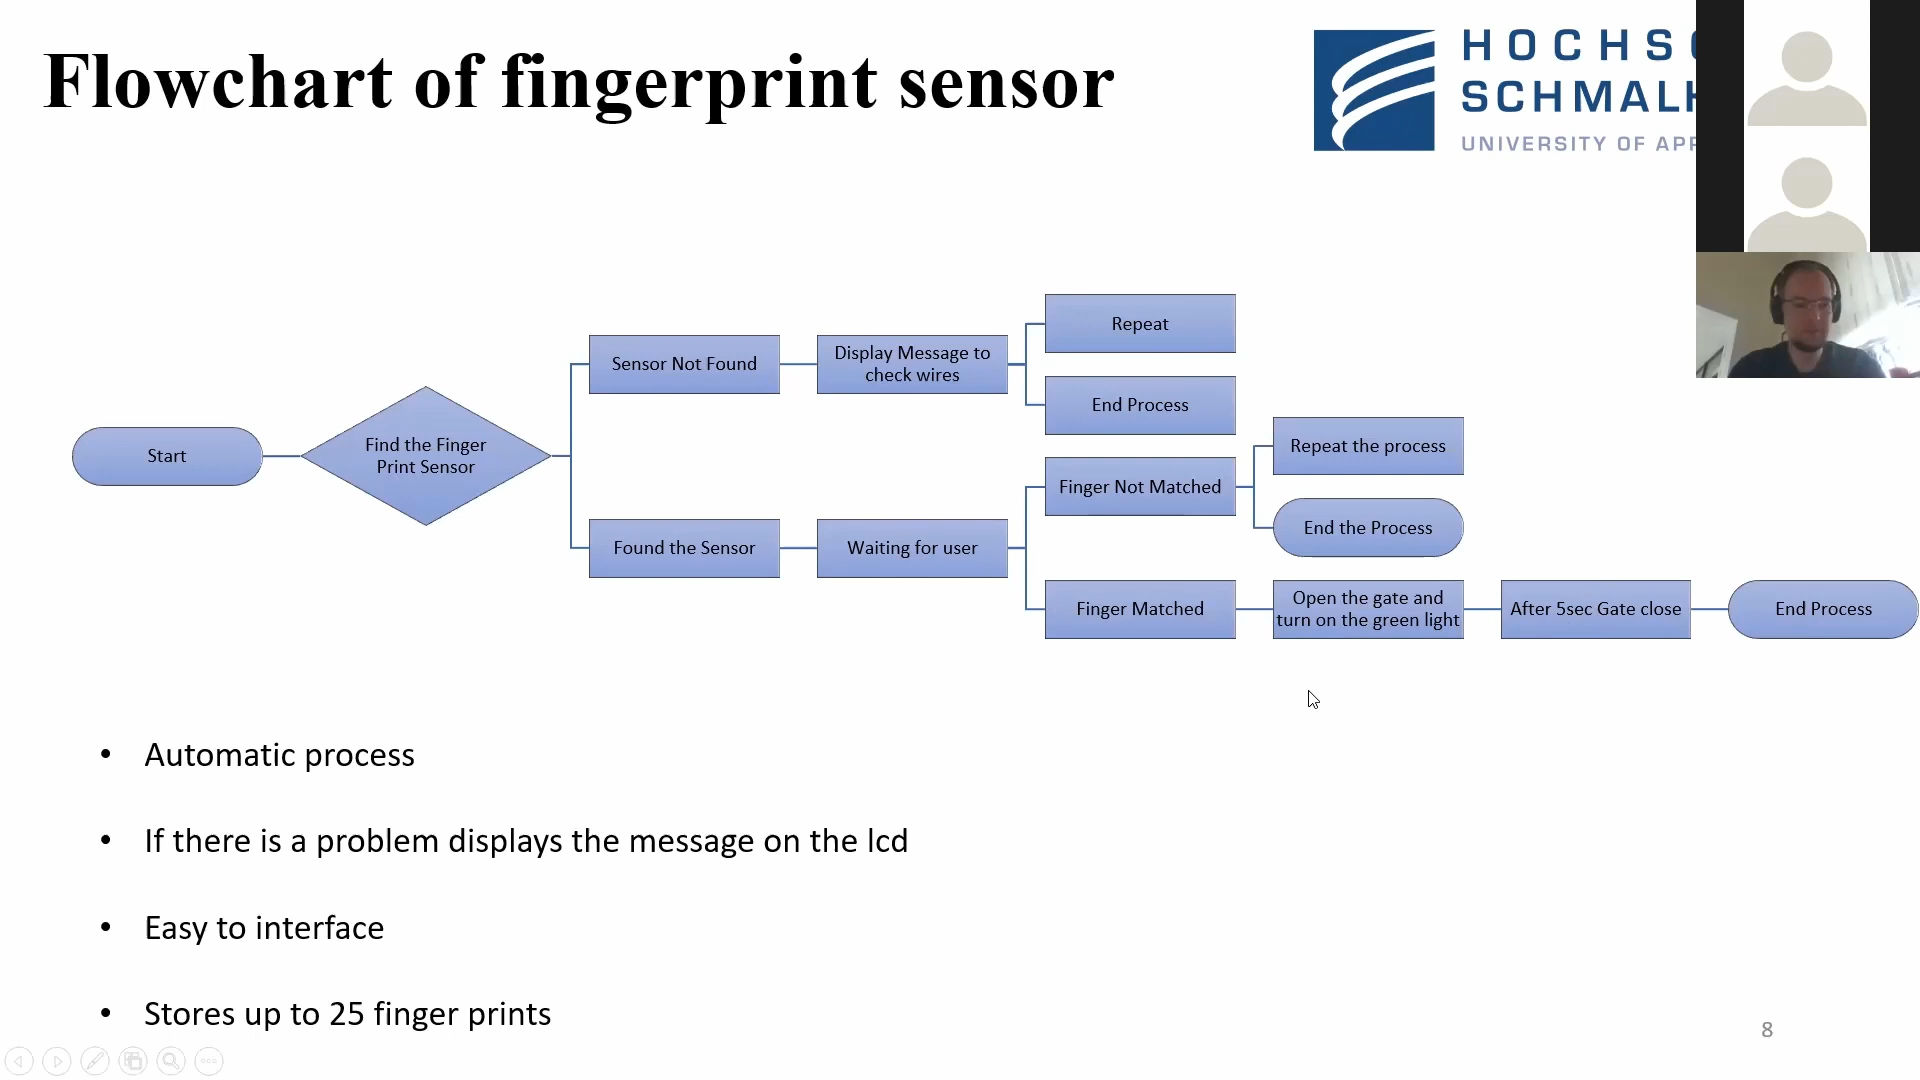 Flowchart of fingerprint sensor
HOCHSC
SCHMALK
UNIVERSITY OF APP
Start
Find the Finger
Print Sensor
Sensor Not Found
Display Message to
check wires
Repeat
End Process
Found the Sensor
Waiting for user
Finger Not Matched
Repeat the process
End the Process
Finger Matched
Open the gate and
turn on the green light
After 5sec Gate close
End Process
• Automatic process
• If there is a problem displays the message on the lcd
• Easy to interface
• Stores up to 25 finger prints
8